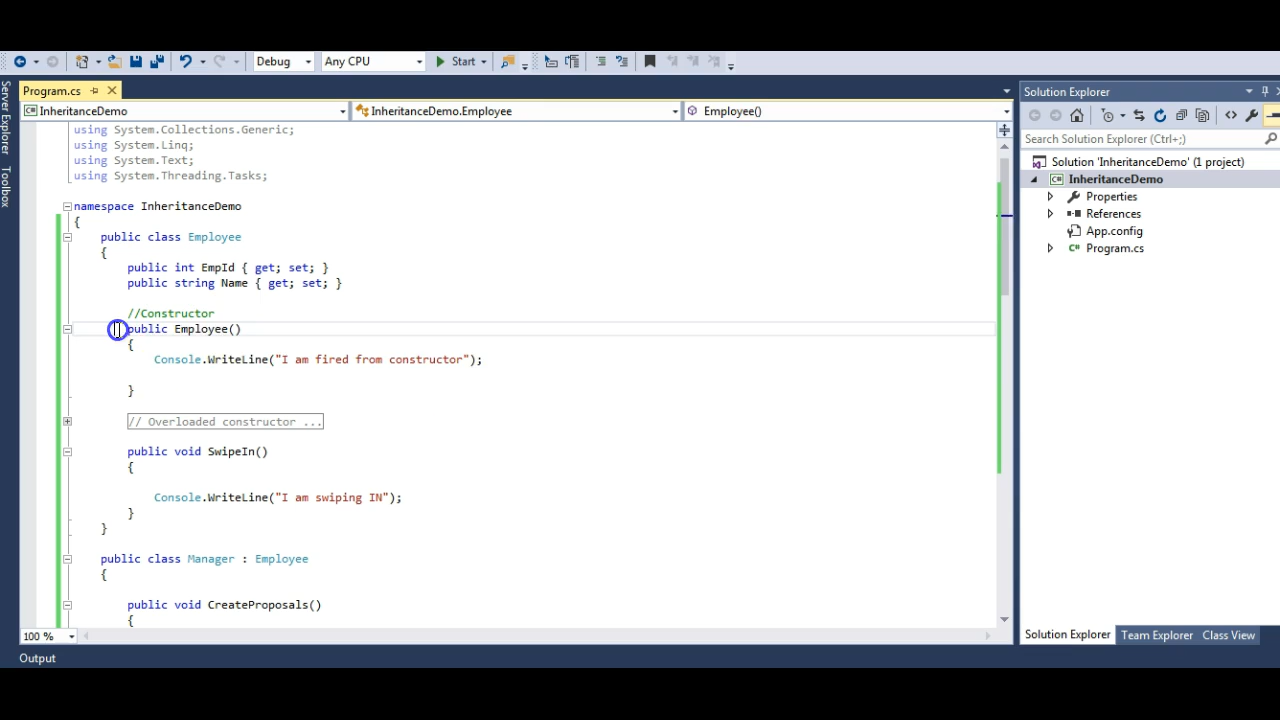 Debug Any CPU Start
Server Explorer
Toolbox
Program.cs
InheritanceDemo InheritanceDemo.Employee Employee()
using System.Collections.Generic;
using System.Linq;
using System.Text;
using System.Threading.Tasks;
namespace InheritanceDemo
{
public class Employee
{
public int EmpId { get; set; }
public string Name { get; set; }
//Constructor
public Employee()
{
Console.WriteLine("I am fired from constructor");
}
// Overloaded constructor ...
public void SwipeIn()
{
Console.WriteLine("I am swiping IN");
}
}
public class Manager : Employee
{
public void CreateProposals()
{
100 %
Output
Solution Explorer
Search Solution Explorer (Ctrl+;)
Solution 'InheritanceDemo' (1 project)
InheritanceDemo
Properties
References
App.config
Program.cs
Solution Explorer Team Explorer Class View